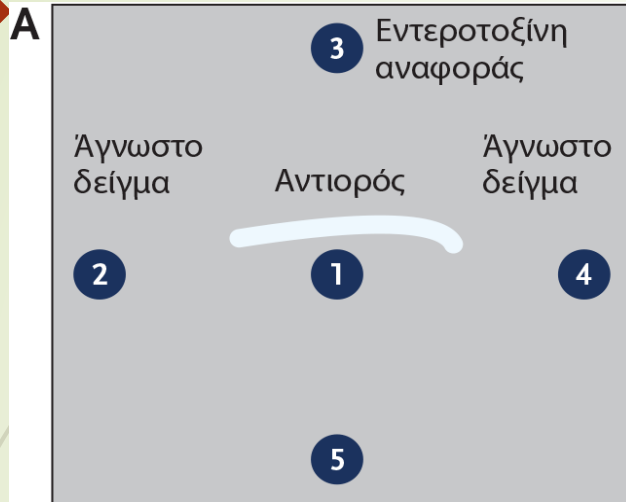 A
3 Εντεροτοξίνη
αναφοράς
Άγνωστο
δείγμα
Αντιορός
Άγνωστο
δείγμα
2
1
4
5